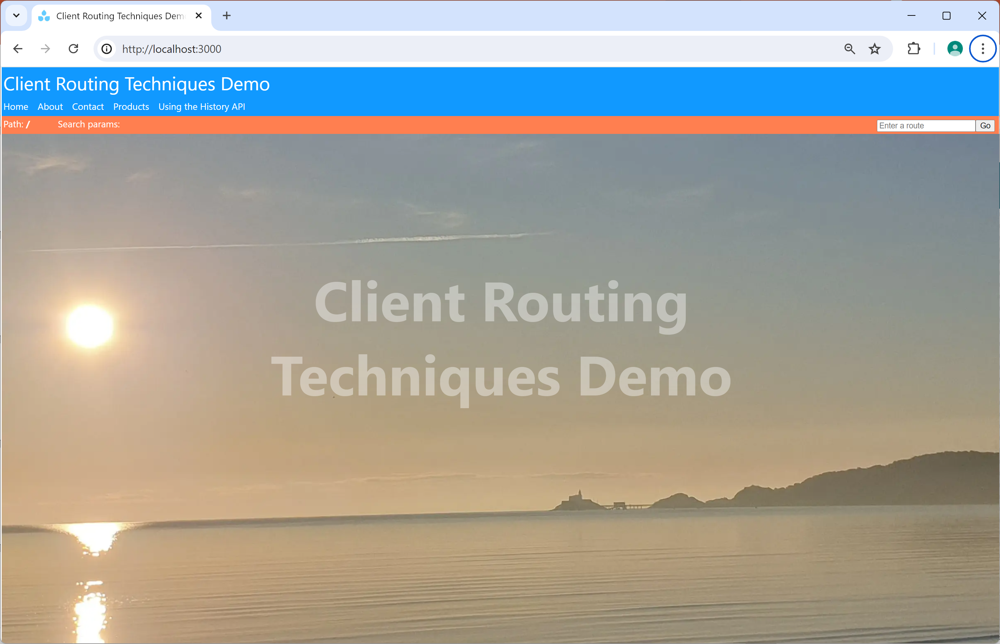 Client Routing Techniques Dem
http://localhost:3000
Client Routing Techniques Demo
Home About Contact Products Using the History API
Path: / Search params: Enter a route Go
Client Routing
Techniques Demo